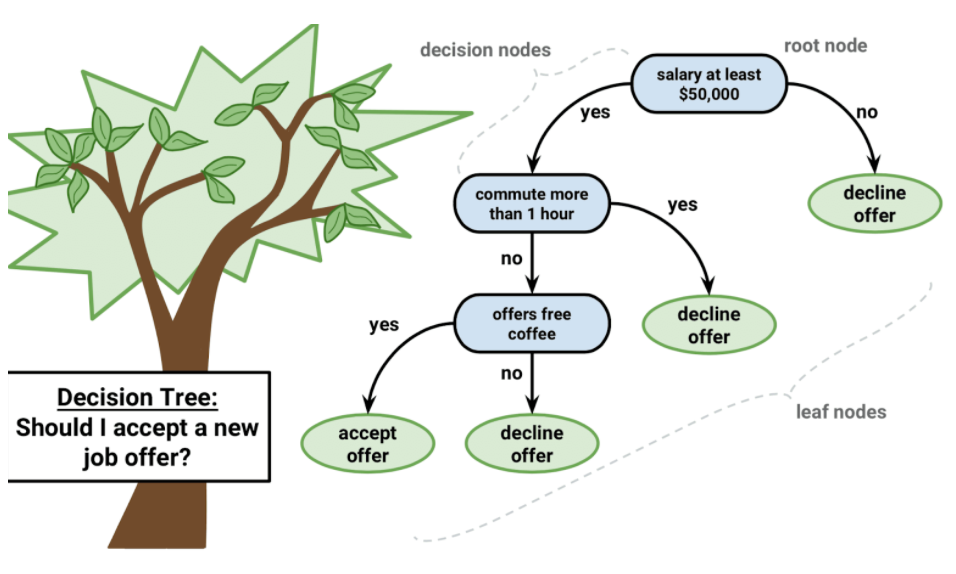 decision nodes
root node
salary at least
$50,000
yes
no
commute more
than 1 hour
yes
decline
offer
no
offers free
coffee
decline
offer
yes
no
leaf nodes
accept
offer
decline
offer
Decision Tree:
Should I accept a new
job offer?